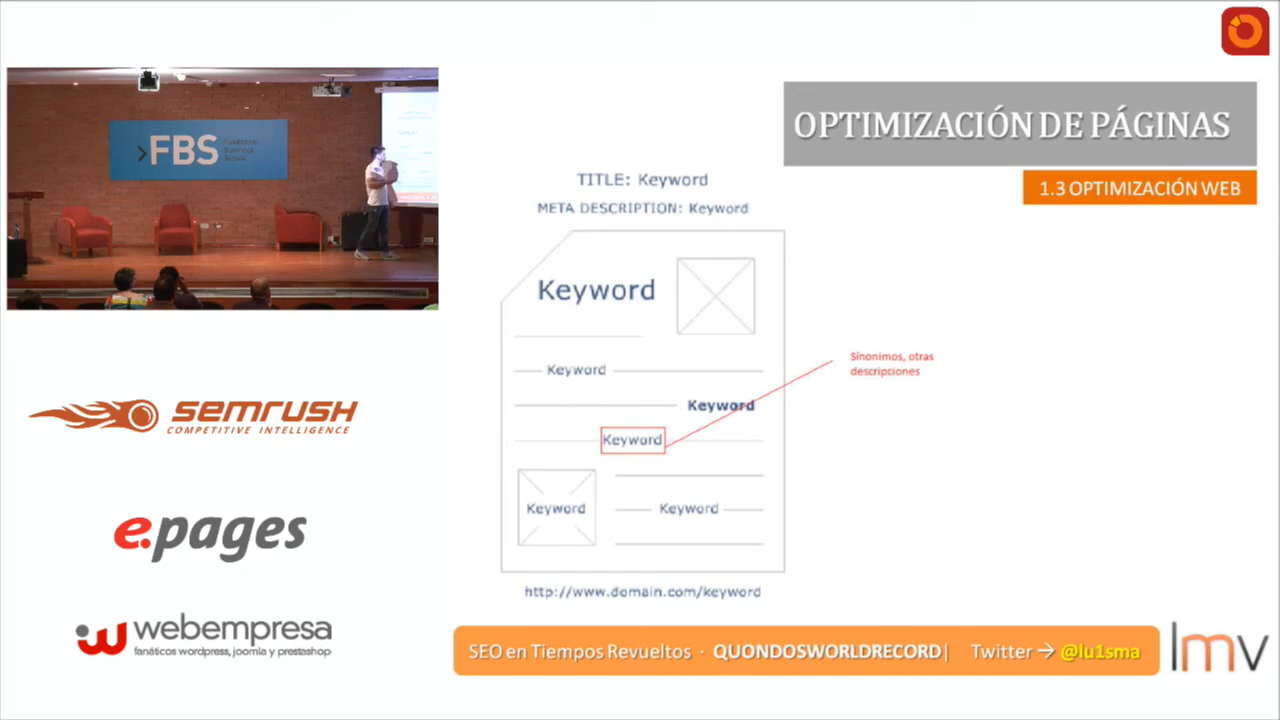 OPTIMIZACIÓN DE PÁGINAS
1.3 OPTIMIZACIÓN WEB
>FBS
TITLE: Keyword
META DESCRIPTION: Keyword
Keyword
Keyword
Keyword
Keyword
Keyword
Keyword
http://www.domain.com/keyword
Sínonimos, otras
descripciones
semrush
COMPETITIVE INTELLIGENCE
e.pages
webempresa
fanáticos wordpress, joomla y prestashop
SEO en Tiempos Revueltos · QUONDOSWORLDRECORD| Twitter → @lu1sma
lmv